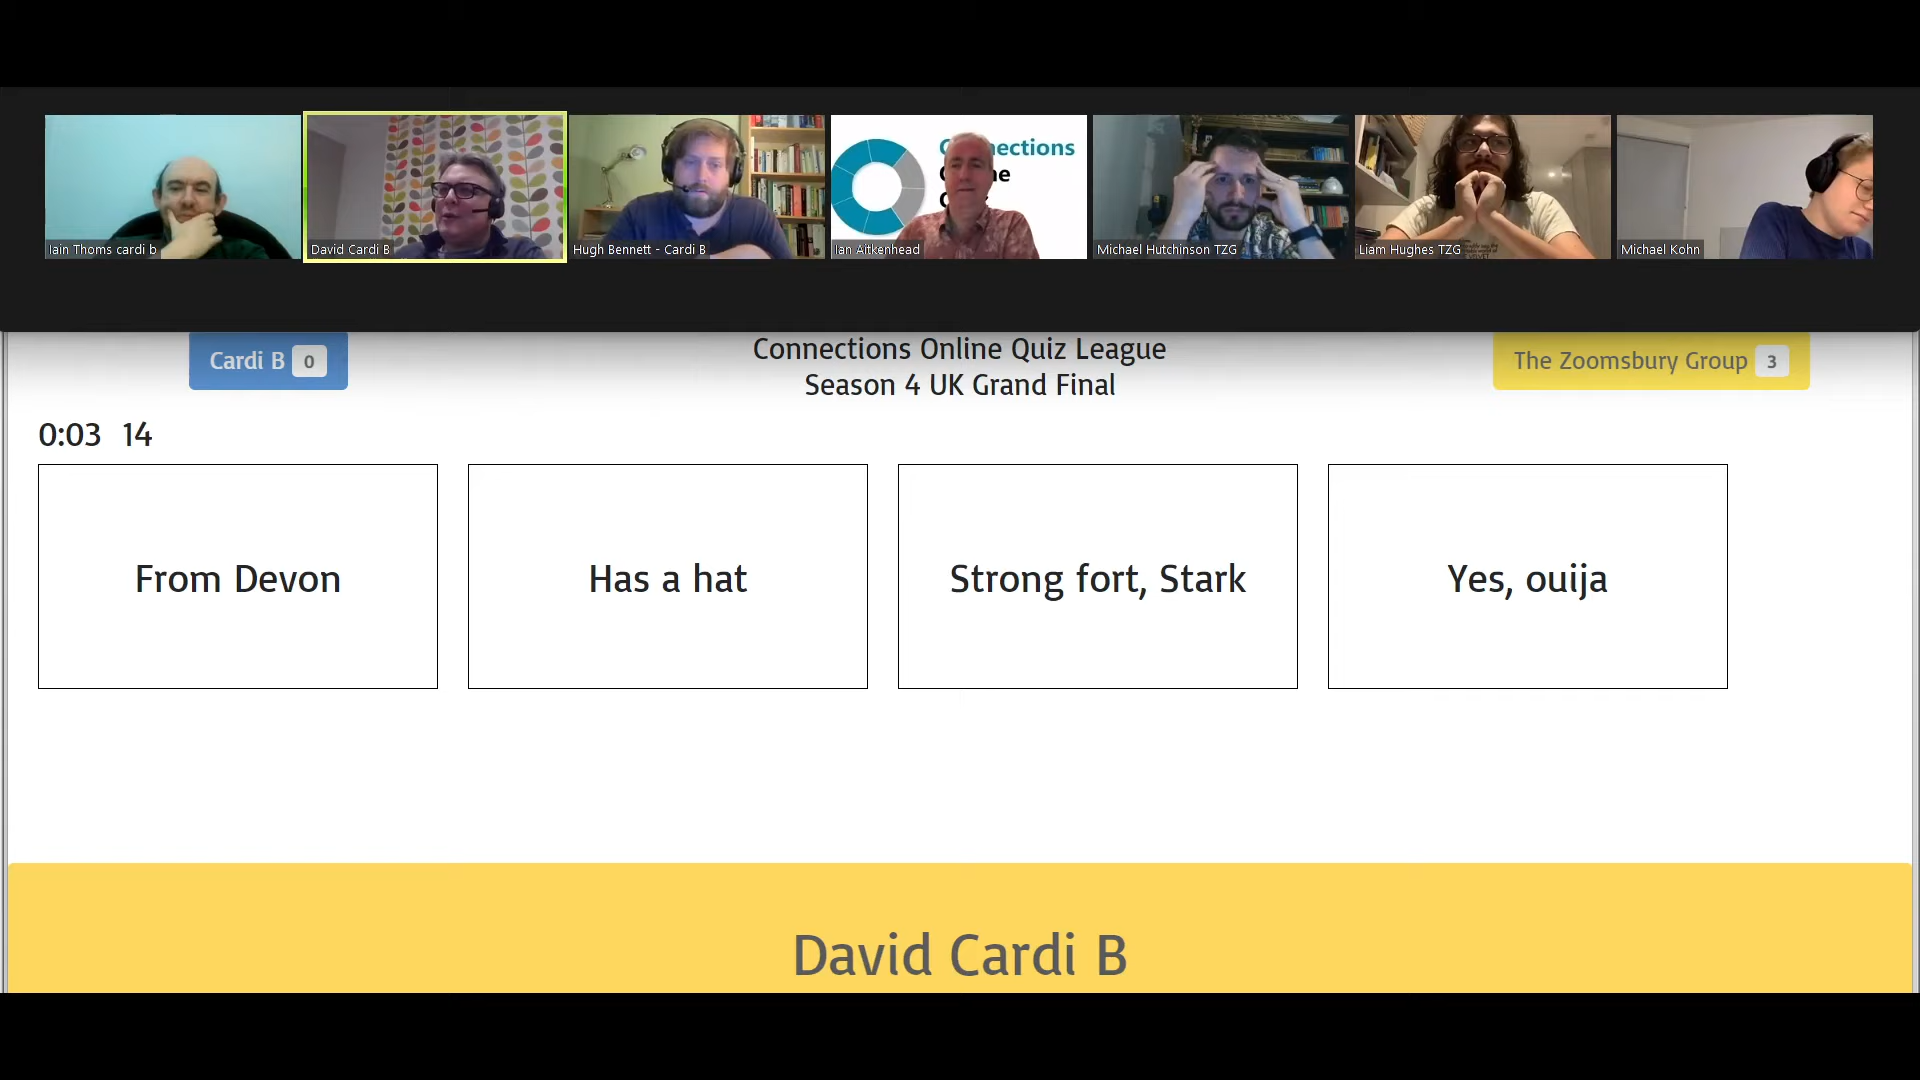 Connections
Iain Thoms cardi b
David Cardi B
Hugh Bennett - Cardi B
Ian Aitkenhead
Michael Hutchinson TZG
Liam Hughes TZG
Michael Kohn
Cardi B 0
Connections Online Quiz League
Season 4 UK Grand Final
The Zoomsbury Group 3
0:03 14
From Devon
Has a hat
Strong fort, Stark
Yes, ouija
David Cardi B